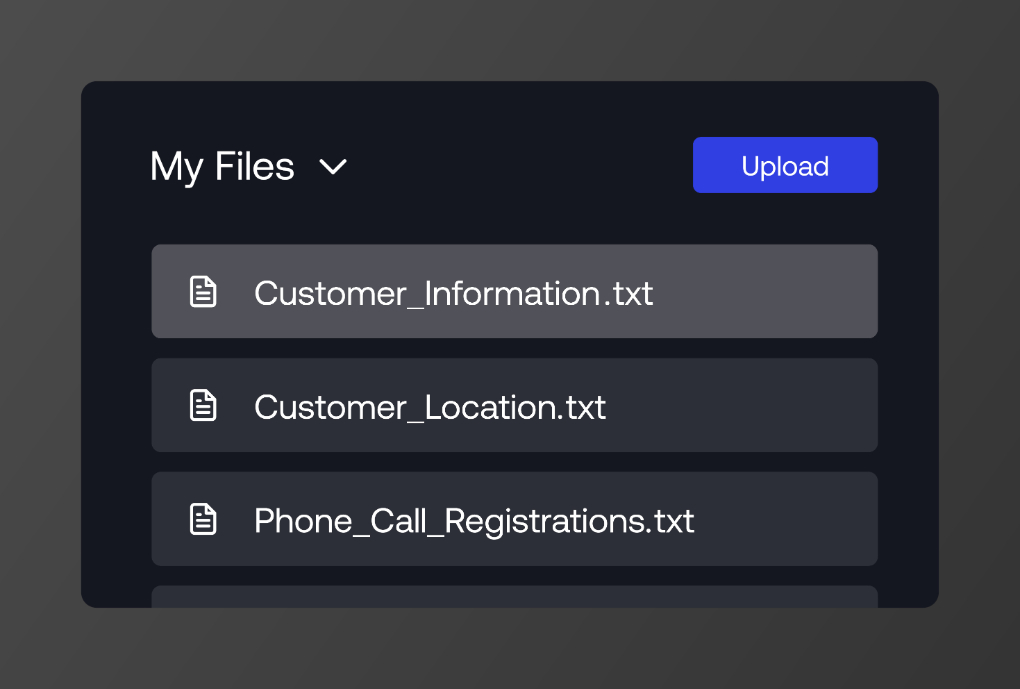 My Files
Upload
Customer_Information.txt
Customer_Location.txt
Phone_Call_Registrations.txt